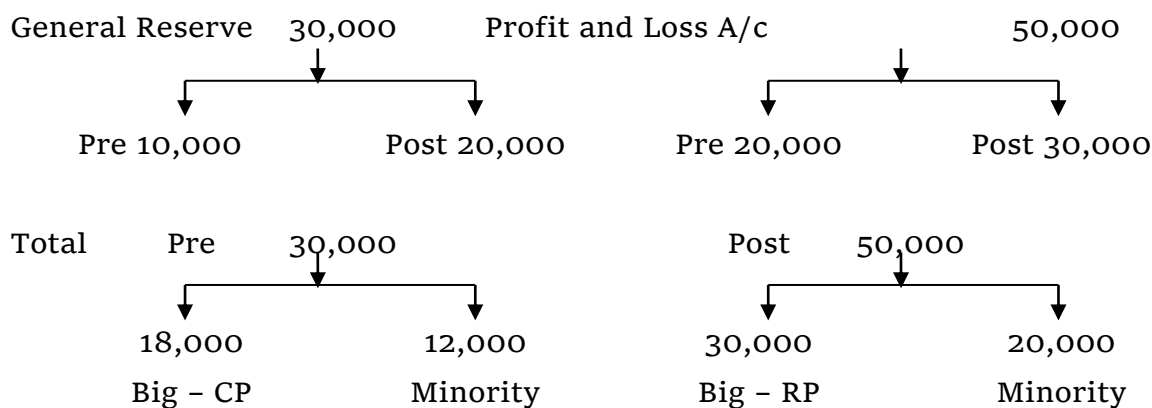 General Reserve 30,000 Profit and Loss A/c 50,000
Pre 10,000 Post 20,000 Pre 20,000 Post 30,000
Total Pre 30,000 Post 50,000
18,000 12,000 30,000 20,000
Big – CP Minority Big – RP Minority